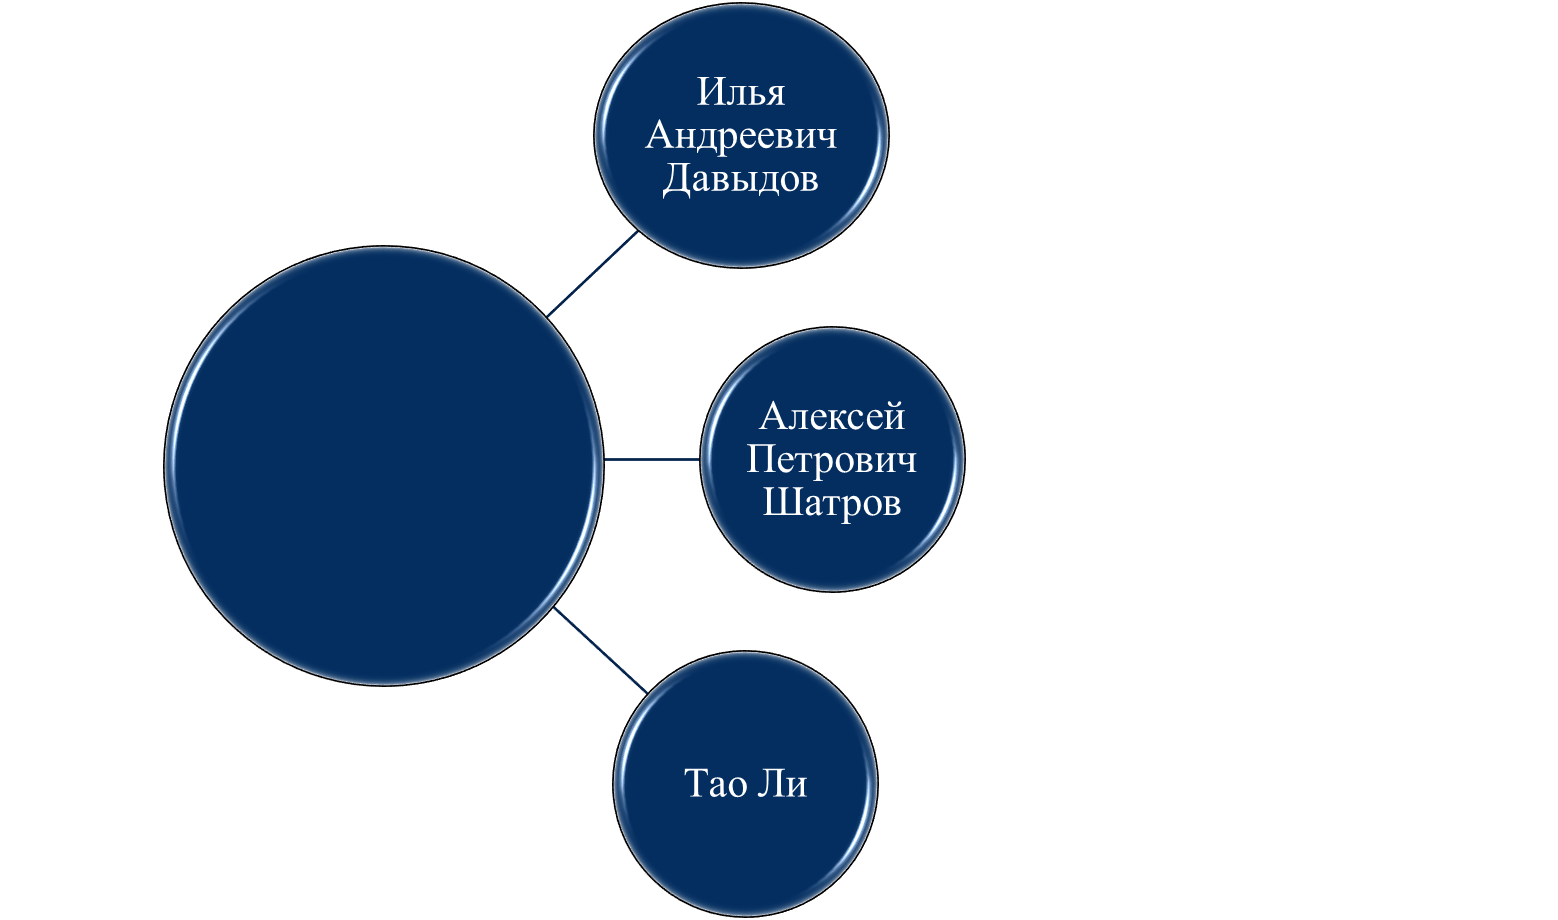 Илья
Андреевич
Давыдов
Алексей
Петрович
Шатров
Тао Ли